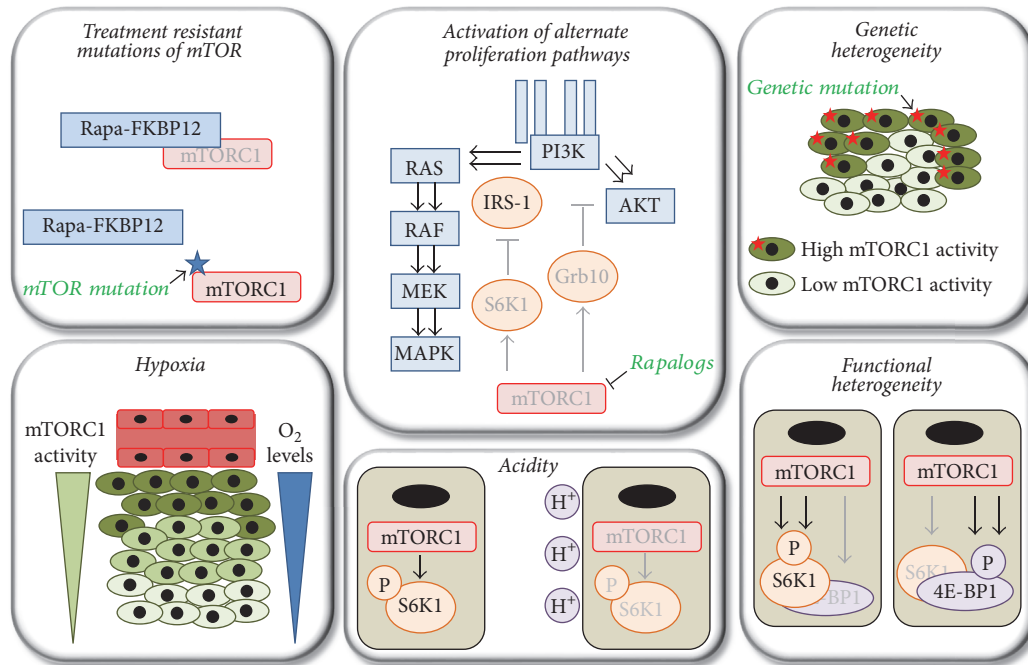 Treatment resistant
mutations of mTOR
Rapa-FKBP12
mTORC1
Rapa-FKBP12
mTOR mutation
mTORC1
Activation of alternate
proliferation pathways
PI3K
RAS
IRS-1
AKT
RAF
Grb10
MEK
S6K1
MAPK
Rapalogs
mTORC1
Genetic
heterogeneity
Genetic mutation
High mTORC1 activity
Low mTORC1 activity
Hypoxia
mTORC1
activity
O₂
levels
Acidity
mTORC1
P
S6K1
H⁺
H⁺
H⁺
mTORC1
P
S6K1
Functional
heterogeneity
mTORC1
P
S6K1
-BP1
mTORC1
P
S6K1
4E-BP1